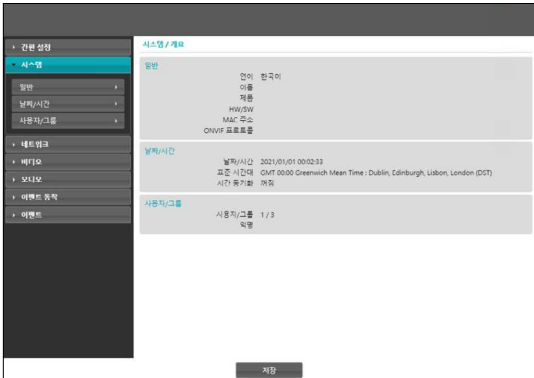 간편 설정
시스템
일반
날짜/시간
사용자/그룹
네트워크
비디오
오디오
이벤트 동작
이벤트
시스템 / 개요
일반
언어 한국어
이름
제품
HW/SW
MAC 주소
ONVIF 프로토콜
날짜/시간
날짜/시간 2021/01/01 00:02:33
표준 시간대 GMT 00:00 Greenwich Mean Time : Dublin, Edinburgh, Lisbon, London (DST)
시간 동기화 꺼짐
사용자/그룹
사용자/그룹 1 / 3
익명
저장